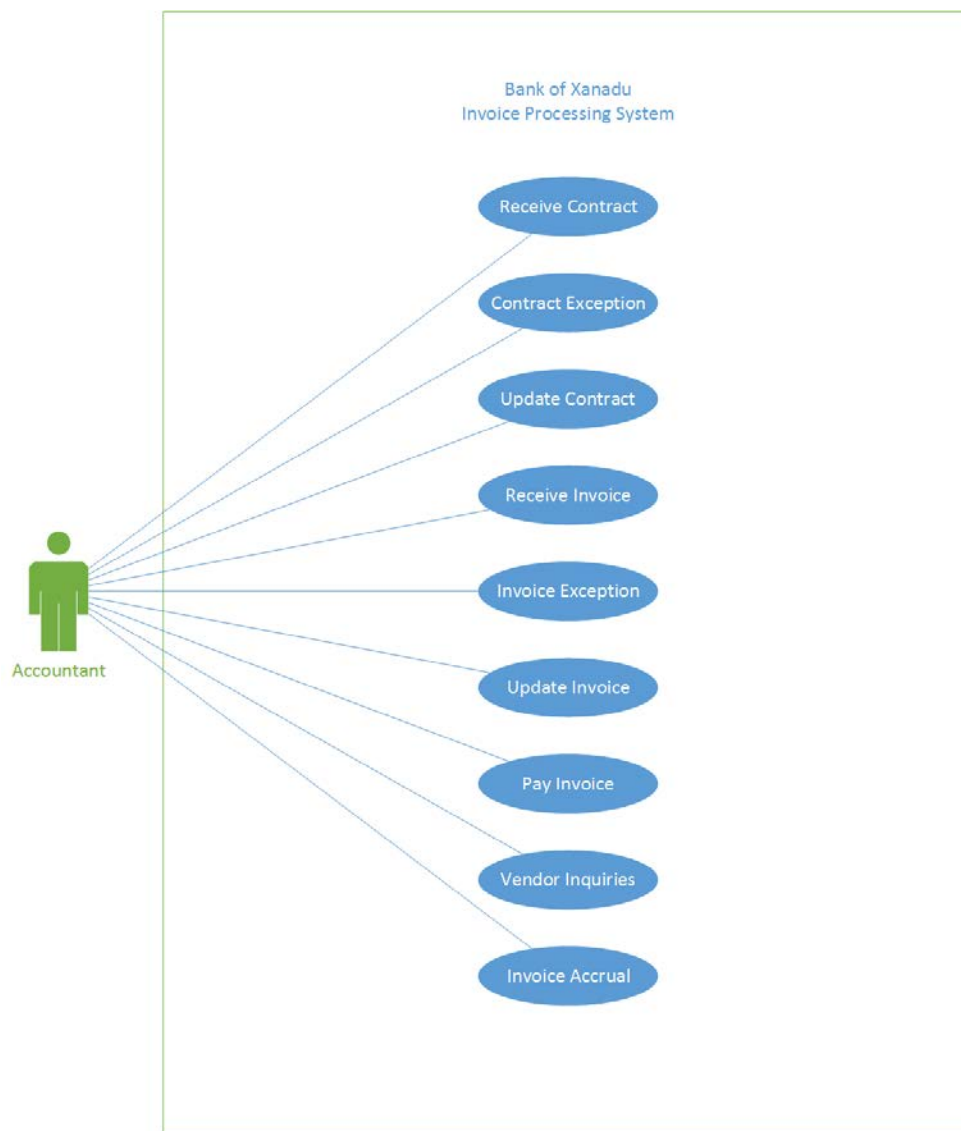 Bank of Xanadu
Invoice Processing System
Receive Contract
Contract Exception
Update Contract
Receive Invoice
Invoice Exception
Accountant
Update Invoice
Pay Invoice
Vendor Inquiries
Invoice Accrual